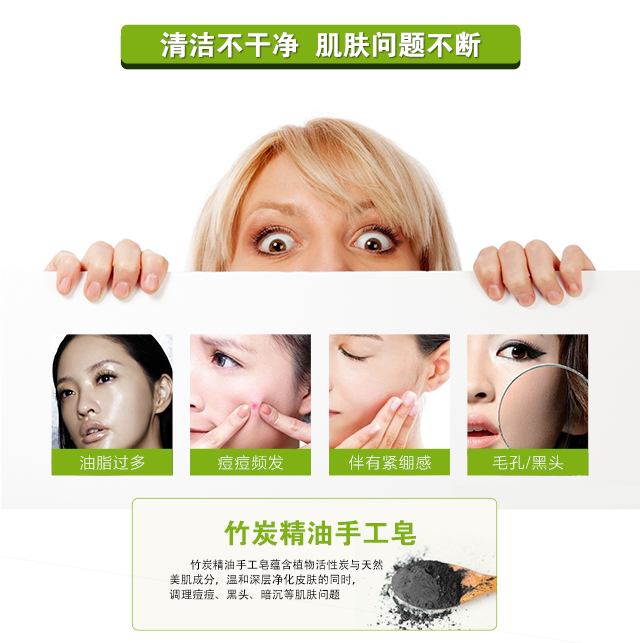 清洁不干净 肌肤问题不断
油脂过多
痘痘频发
伴有紧绷感
毛孔/黑头
竹炭精油手工皂
竹炭精油手工皂蕴含植物活性炭与天然
美肌成分，温和深层净化皮肤的同时，
调理痘痘、黑头、暗沉等肌肤问题